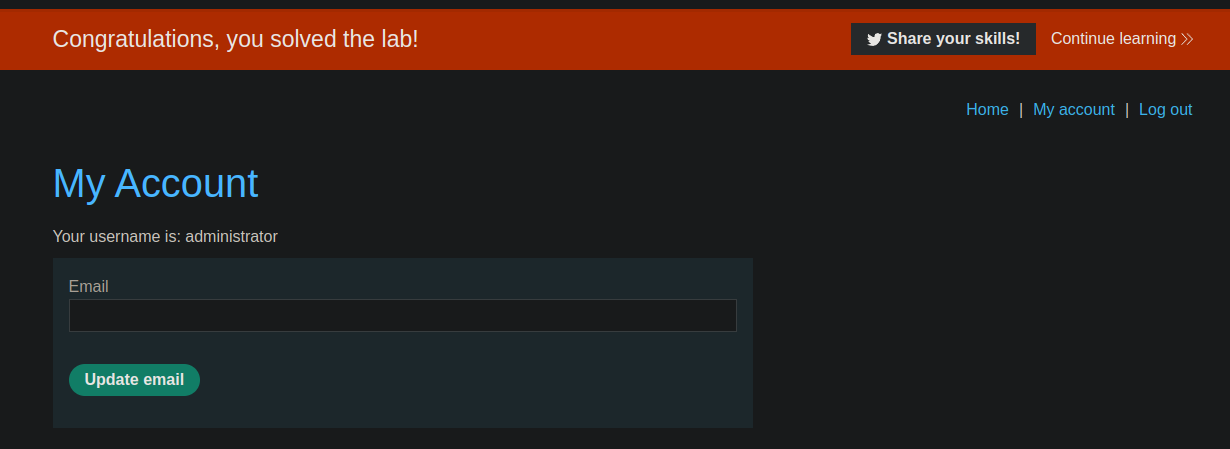 Congratulations, you solved the lab!
Share your skills!
Continue learning
Home | My account | Log out
My Account
Your username is: administrator
Email
Update email